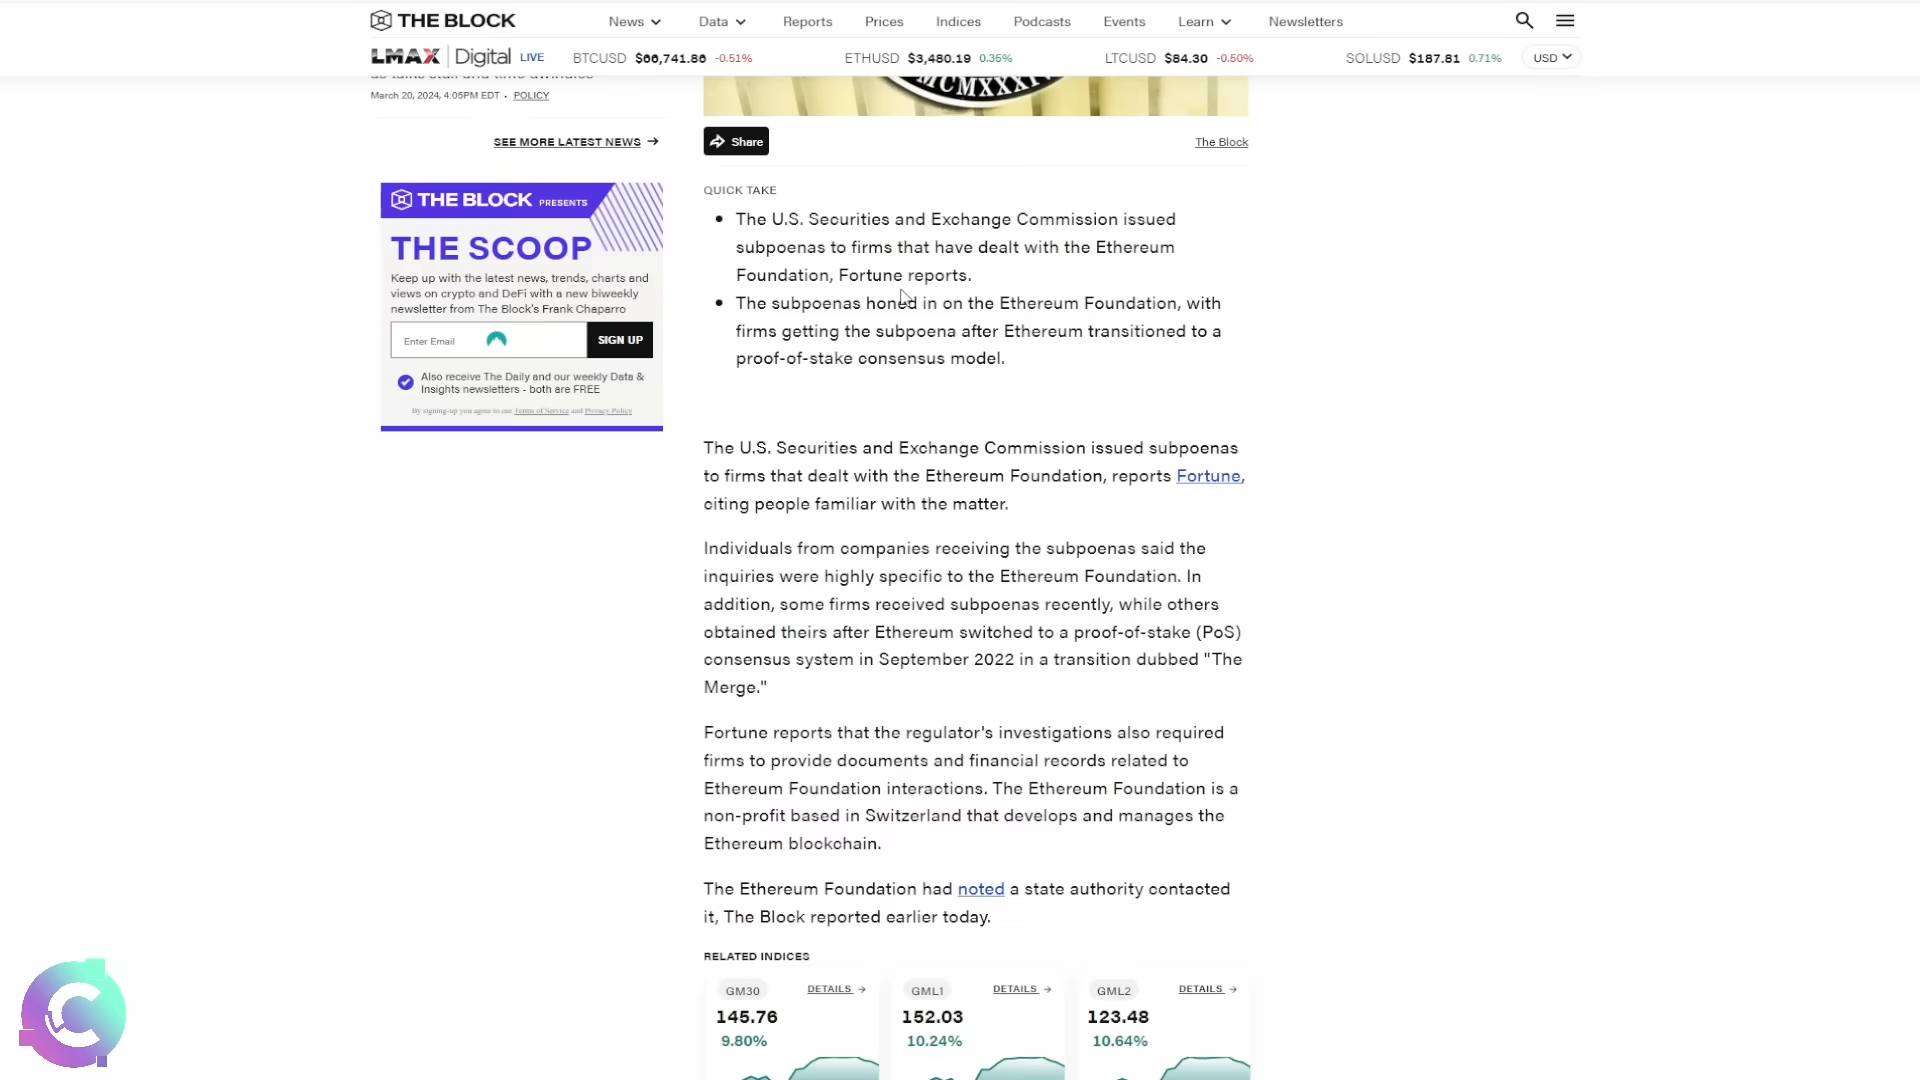 THE BLOCK
News Data Reports Prices Indices Podcasts Events Learn Newsletters
LMAX Digital LIVE BTCUSD $66,741.86 -0.51% ETHUSD $3,480.19 0.35% LTCUSD $84.30 -0.50% SOLUSD $187.81 0.71% USD
March 20, 2024, 4:05PM EDT • POLICY
SEE MORE LATEST NEWS →
THE BLOCK PRESENTS
THE SCOOP
Keep up with the latest news, trends, charts and
views on crypto and DeFi with a new biweekly
newsletter from The Block's Frank Chaparro
Enter Email SIGN UP
Also receive The Daily and our weekly Data &
Insights newsletters - both are FREE
By signing-up you agree to our Terms of Service and Privacy Policy
MCMXXXIV
Share The Block
QUICK TAKE
• The U.S. Securities and Exchange Commission issued
subpoenas to firms that have dealt with the Ethereum
Foundation, Fortune reports.
• The subpoenas honed in on the Ethereum Foundation, with
firms getting the subpoena after Ethereum transitioned to a
proof-of-stake consensus model.
The U.S. Securities and Exchange Commission issued subpoenas
to firms that dealt with the Ethereum Foundation, reports Fortune,
citing people familiar with the matter.
Individuals from companies receiving the subpoenas said the
inquiries were highly specific to the Ethereum Foundation. In
addition, some firms received subpoenas recently, while others
obtained theirs after Ethereum switched to a proof-of-stake (PoS)
consensus system in September 2022 in a transition dubbed "The
Merge."
Fortune reports that the regulator's investigations also required
firms to provide documents and financial records related to
Ethereum Foundation interactions. The Ethereum Foundation is a
non-profit based in Switzerland that develops and manages the
Ethereum blockchain.
The Ethereum Foundation had noted a state authority contacted
it, The Block reported earlier today.
RELATED INDICES
GM30 DETAILS → GML1 DETAILS → GML2 DETAILS →
145.76 152.03 123.48
9.80% 10.24% 10.64%